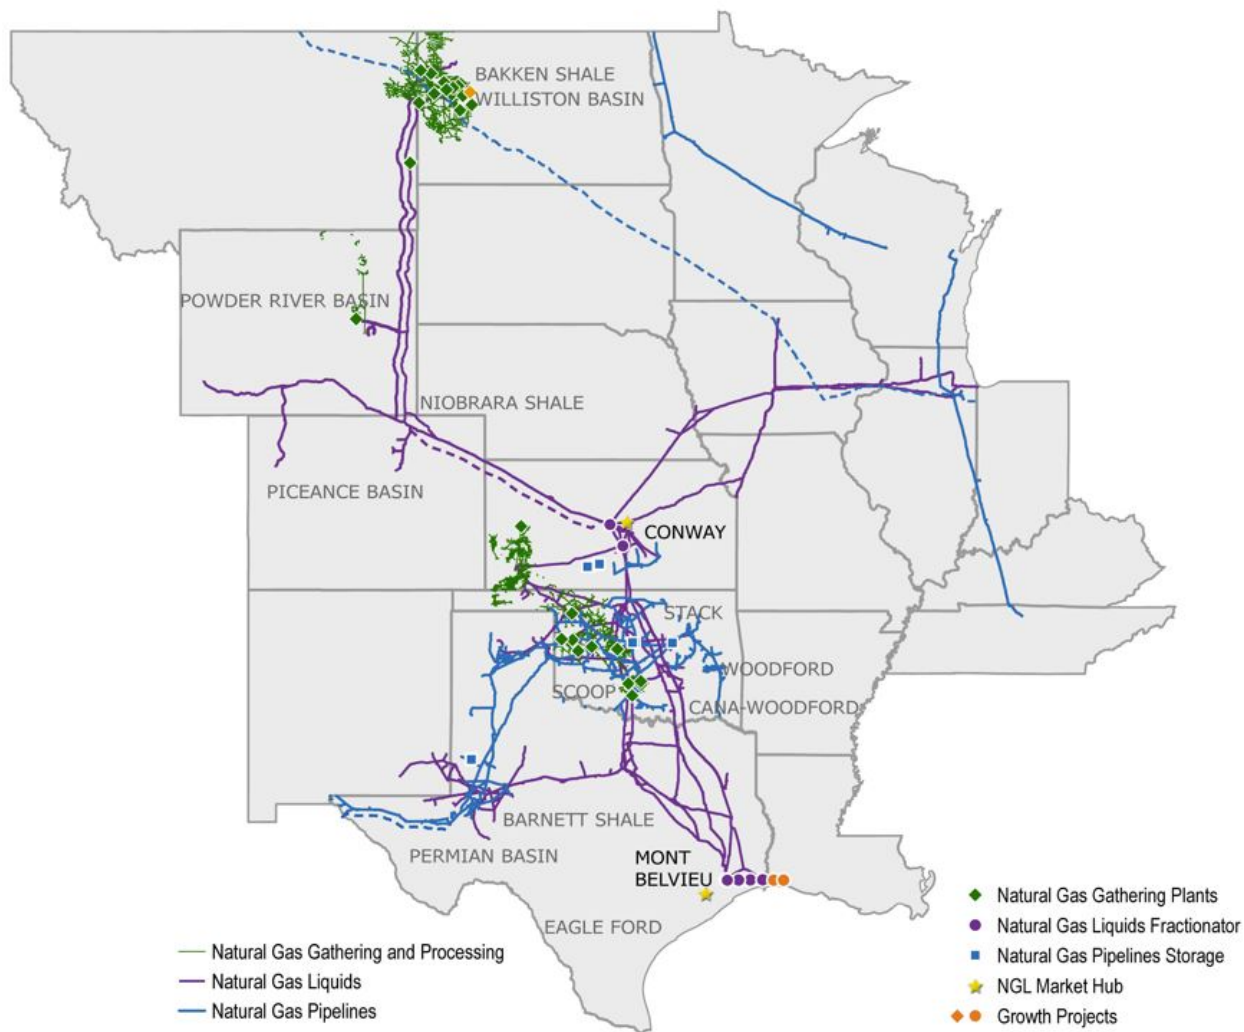 BAKKEN SHALE
WILLISTON BASIN
POWDER RIVER BASIN
NIOBRARA SHALE
PICEANCE BASIN
CONWAY
STACK
WOODFORD
SCOOP
CANA-WOODFORD
BARNETT SHALE
PERMIAN BASIN
MONT
BELVIEU
EAGLE FORD
Natural Gas Gathering and Processing
Natural Gas Liquids
Natural Gas Pipelines
Natural Gas Gathering Plants
Natural Gas Liquids Fractionator
Natural Gas Pipelines Storage
NGL Market Hub
Growth Projects